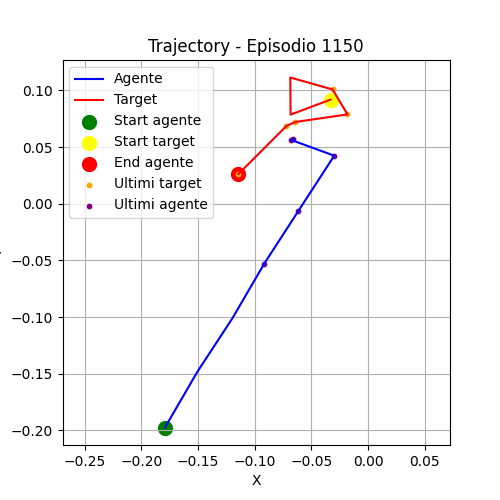 Trajectory - Episodio 1150
Agente
Target
Start agente
Start target
End agente
Ultimi target
Ultimi agente
0.10
0.05
0.00
−0.05
−0.10
−0.15
−0.20
−0.25 −0.20 −0.15 −0.10 −0.05 0.00 0.05
X